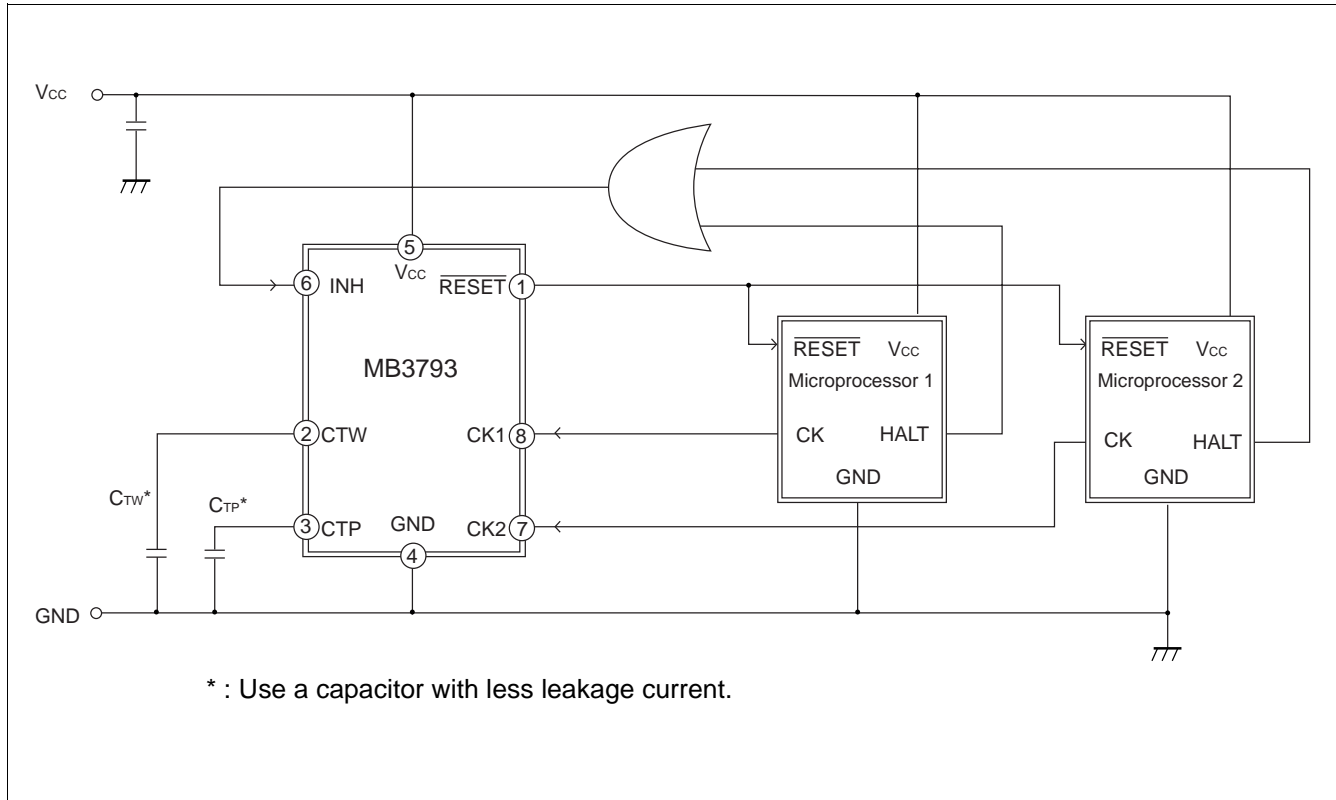 VCC
5
VCC
6
INH
RESET
1
MB3793
RESET VCC
Microprocessor 1
CK HALT
GND
RESET VCC
Microprocessor 2
CK HALT
GND
2
CTW
CK1
8
CTW*
CTP*
3
CTP
GND
CK2
7
4
GND
* : Use a capacitor with less leakage current.